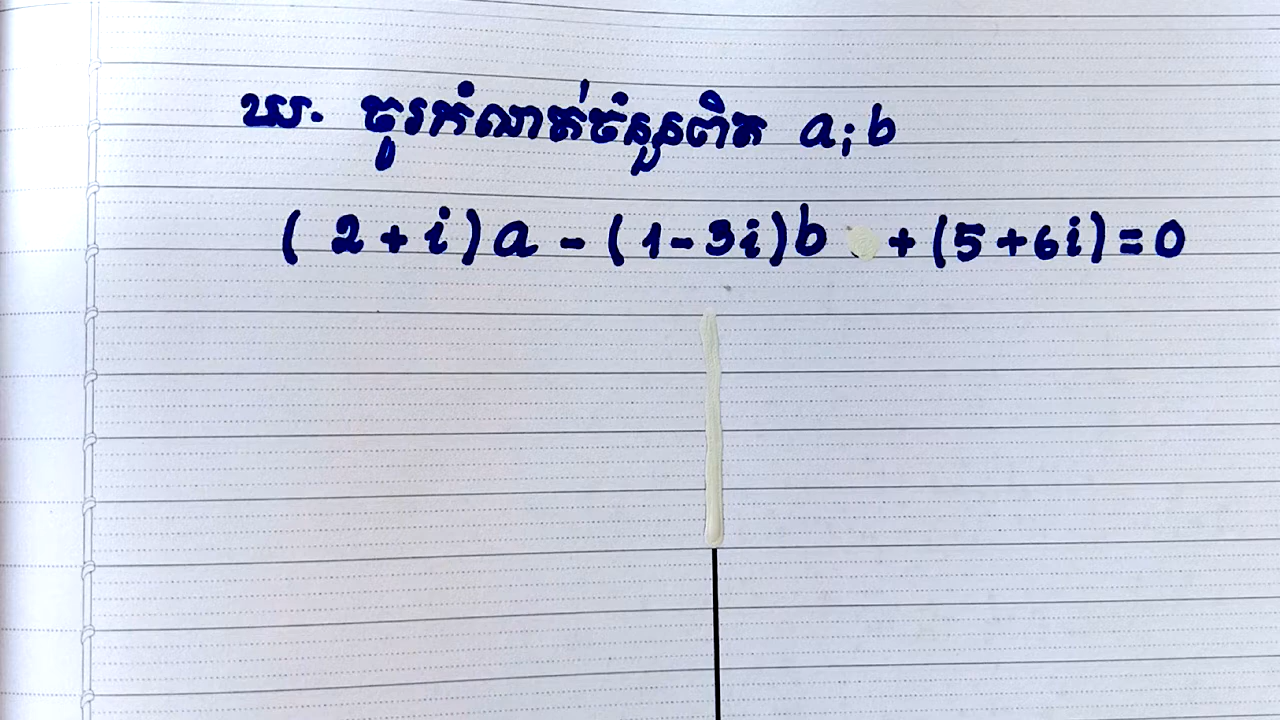 ឃ. ចូរកំណាត់ចំនួនពិត a; b
(2 + i)a - (1 - 3i)b + (5 + 6i) = 0